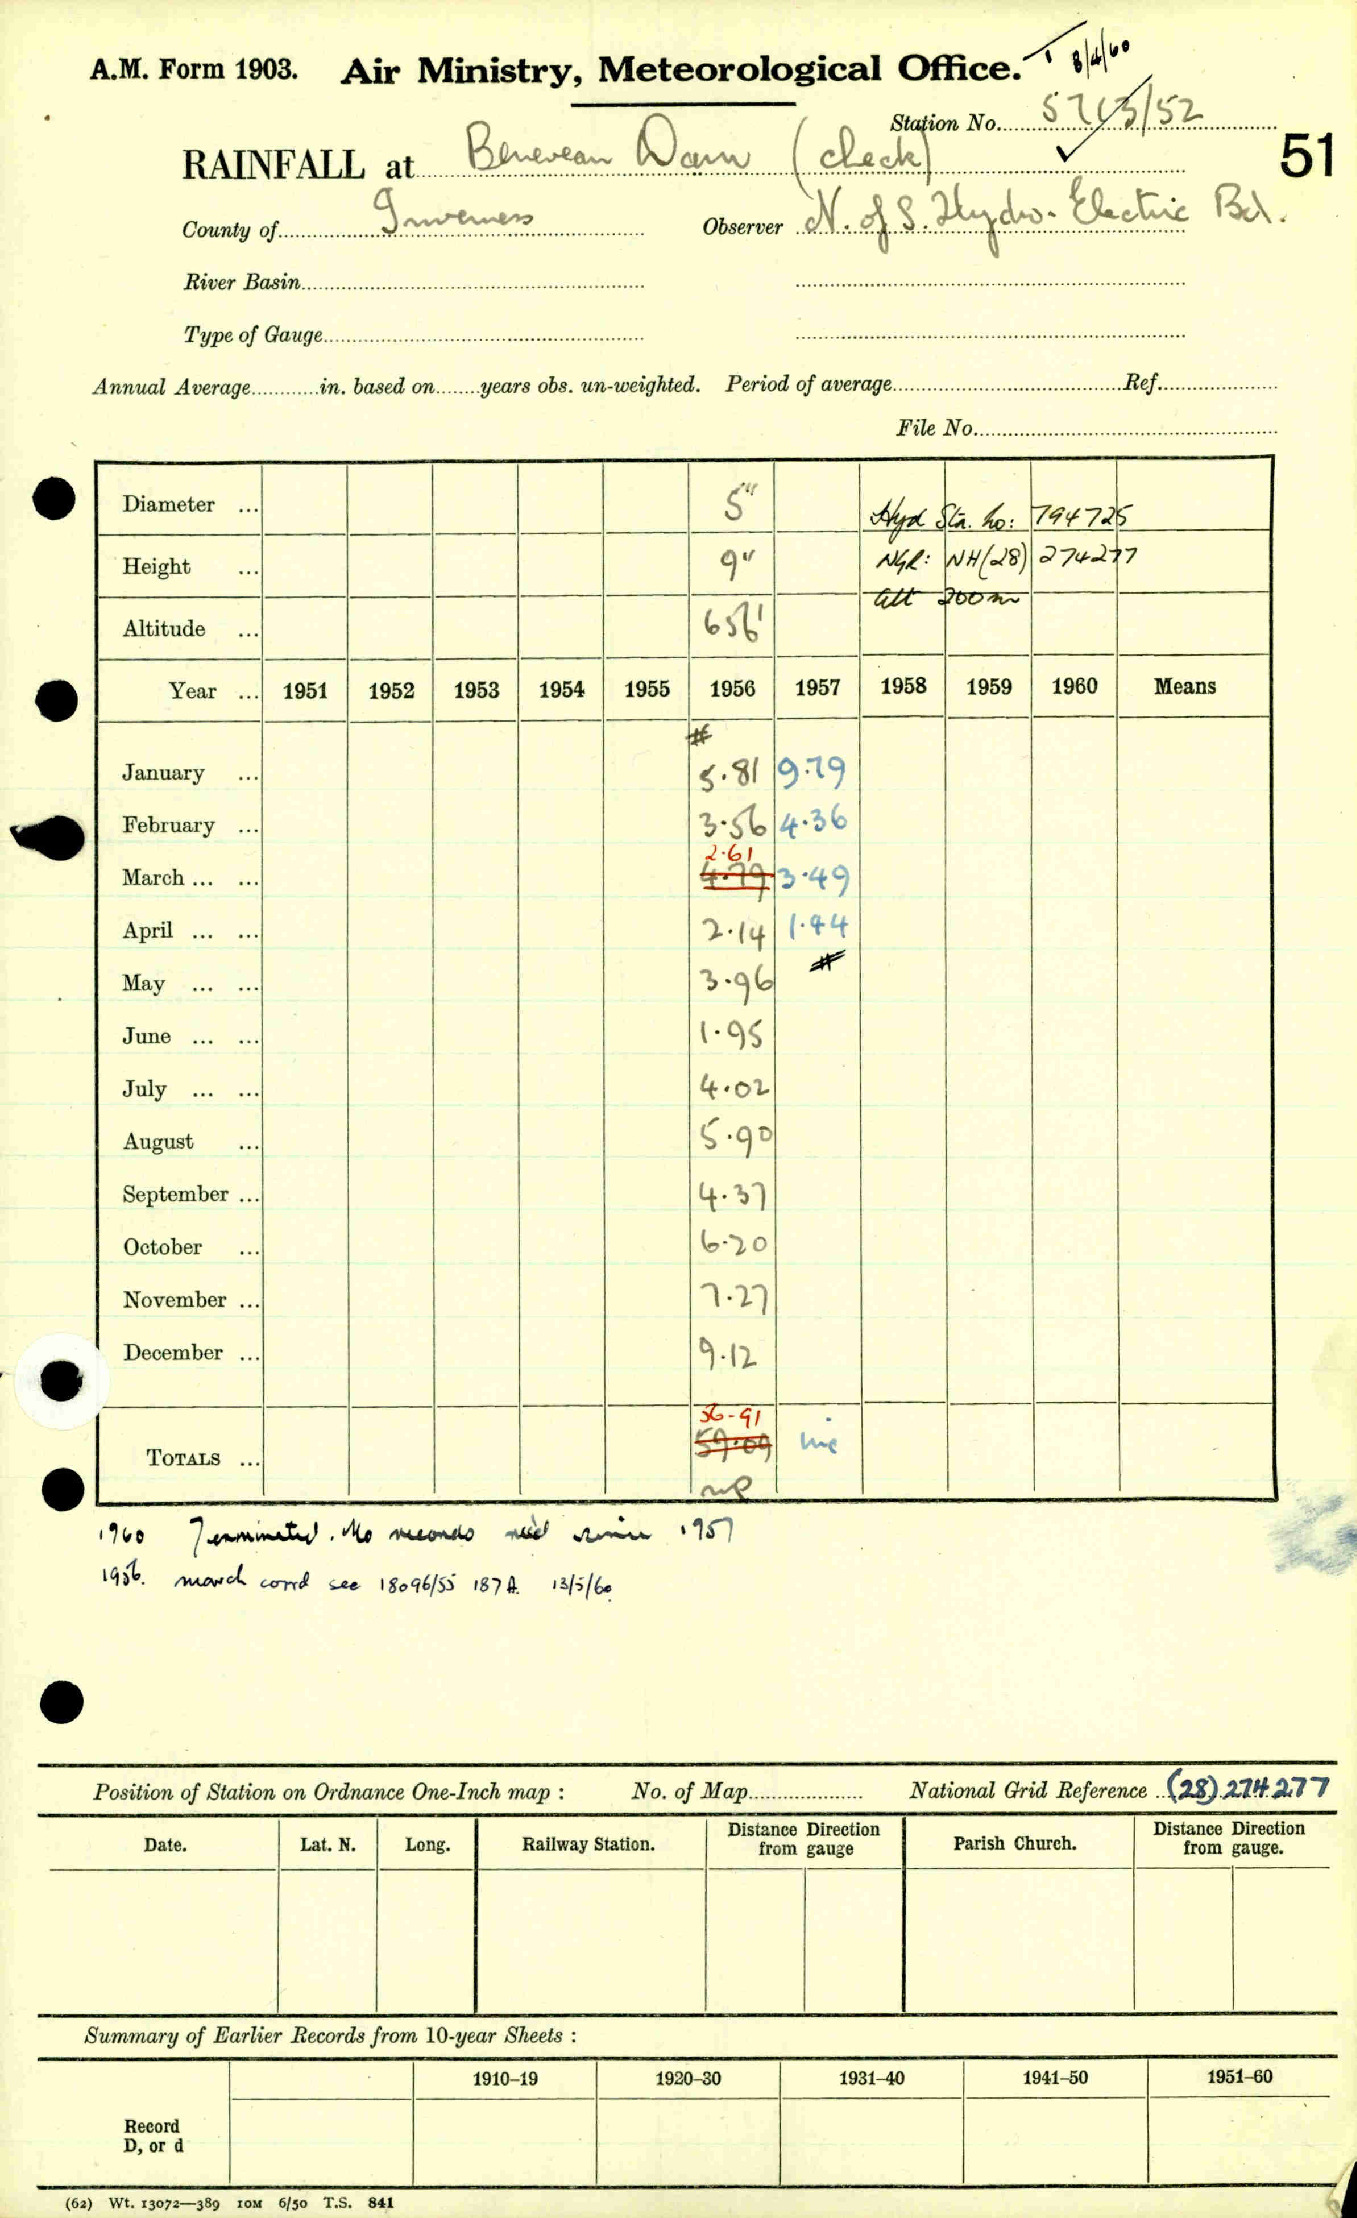 A.M. Form 1903. Air Ministry, Meteorological Office. 8/4/60
Station No. 5713/52
RAINFALL at Benevean Dam (check)
51
County of Inverness Observer N. of S. Hydro-Electric Bd.
River Basin
Type of Gauge
Annual Average in. based on years obs. un-weighted. Period of average Ref.
File No.
Diameter ... 5" Hyd Sta. no: 794725
Height ... 9" NGR: NH(28) 274277
alt 200m
Altitude ... 656'
Year ... 1951 1952 1953 1954 1955 1956 1957 1958 1959 1960 Means
#
January ... 5.81 9.79
February ... 3.56 4.36
2.61
March ... ... 4.79 3.49
April ... ... 2.14 1.44
#
May ... ... 3.96
June ... ... 1.95
July ... ... 4.02
August ... 5.90
September ... 4.37
October ... 6.20
November ... 7.27
December ... 9.12
56.91
TOTALS ... 59.09 inc
1960 Terminated. No records rec'd since 1957
1956. March corrd see 18096/55 187A. 13/5/60
Position of Station on Ordnance One-Inch map : No. of Map National Grid Reference (28) 274277
Date. Lat. N. Long. Railway Station. Distance from Direction gauge Parish Church. Distance from Direction gauge.
Summary of Earlier Records from 10-year Sheets :
1910–19 1920–30 1931–40 1941–50 1951–60
Record
D, or d
(62) Wt. 13072—389 10M 6/50 T.S. 841